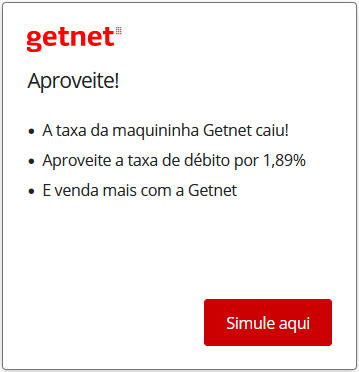 getnet
Aproveite!
• A taxa da maquininha Getnet caiu!
• Aproveite a taxa de débito por 1,89%
• E venda mais com a Getnet
Simule aqui